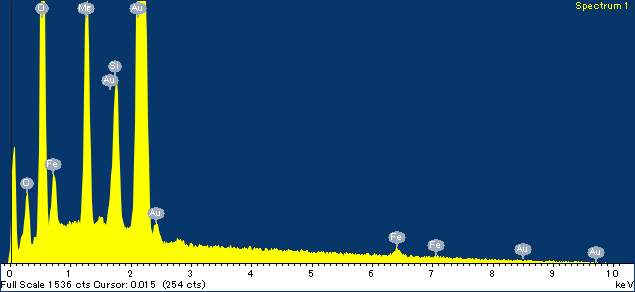 Spectrum 1
O Mg Au
Si
Au
Fe
Au
Fe
Fe
Au
Au
0 1 2 3 4 5 6 7 8 9 10
Full Scale 1536 cts Cursor: 0.015 (254 cts) keV